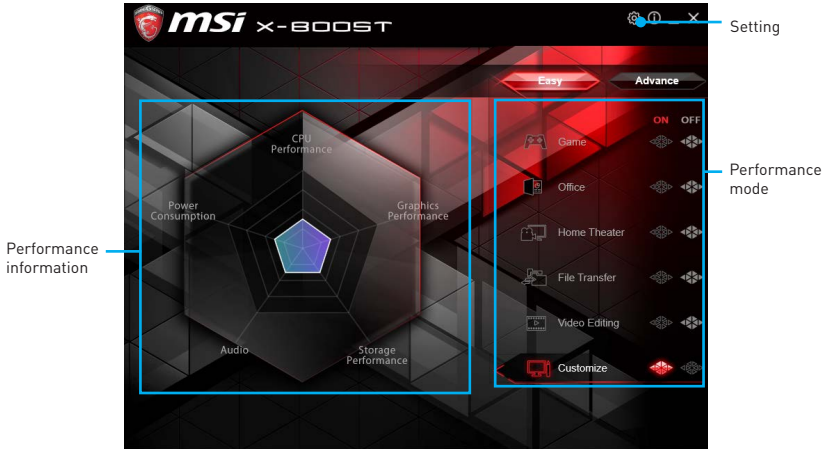 msi X-BOOST
Setting
Easy
Advance
ON OFF
Game
Office
Home Theater
File Transfer
Video Editing
Customize
Performance
mode
Performance
information
CPU
Performance
Graphics
Performance
Storage
Performance
Audio
Power
Consumption